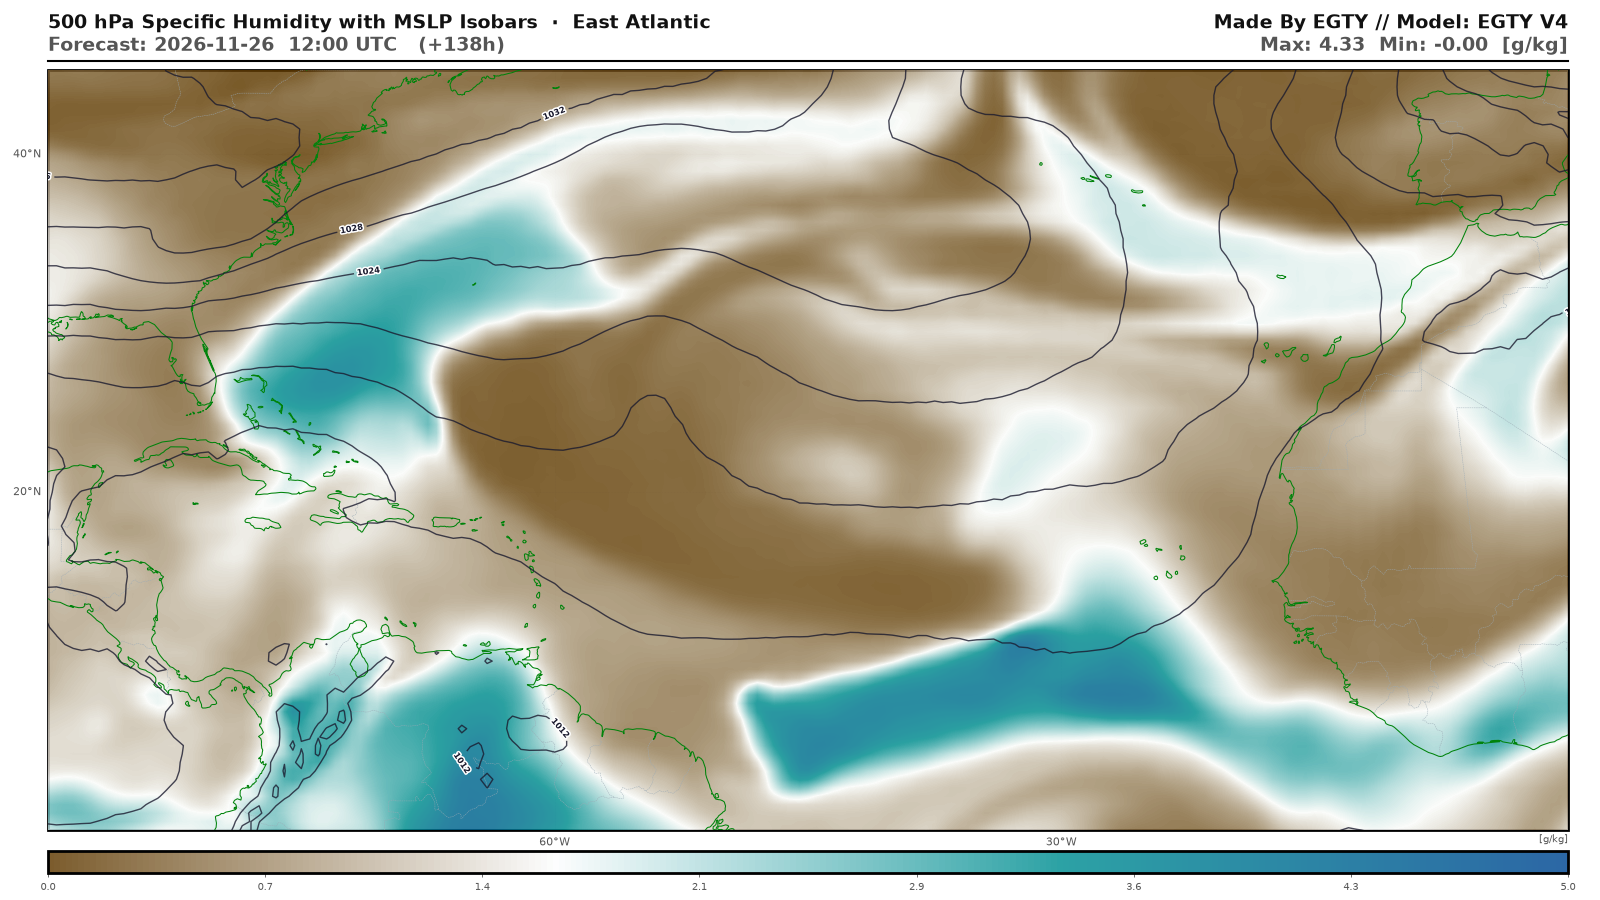 500 hPa Specific Humidity with MSLP Isobars · East Atlantic
Made By EGTY // Model: EGTY V4
Forecast: 2026-11-26 12:00 UTC (+138h)
Max: 4.33 Min: -0.00 [g/kg]
1032
40°N
1028
1024
20°N
1012
1012
60°W
30°W
[g/kg]
0.0 0.7 1.4 2.1 2.9 3.6 4.3 5.0